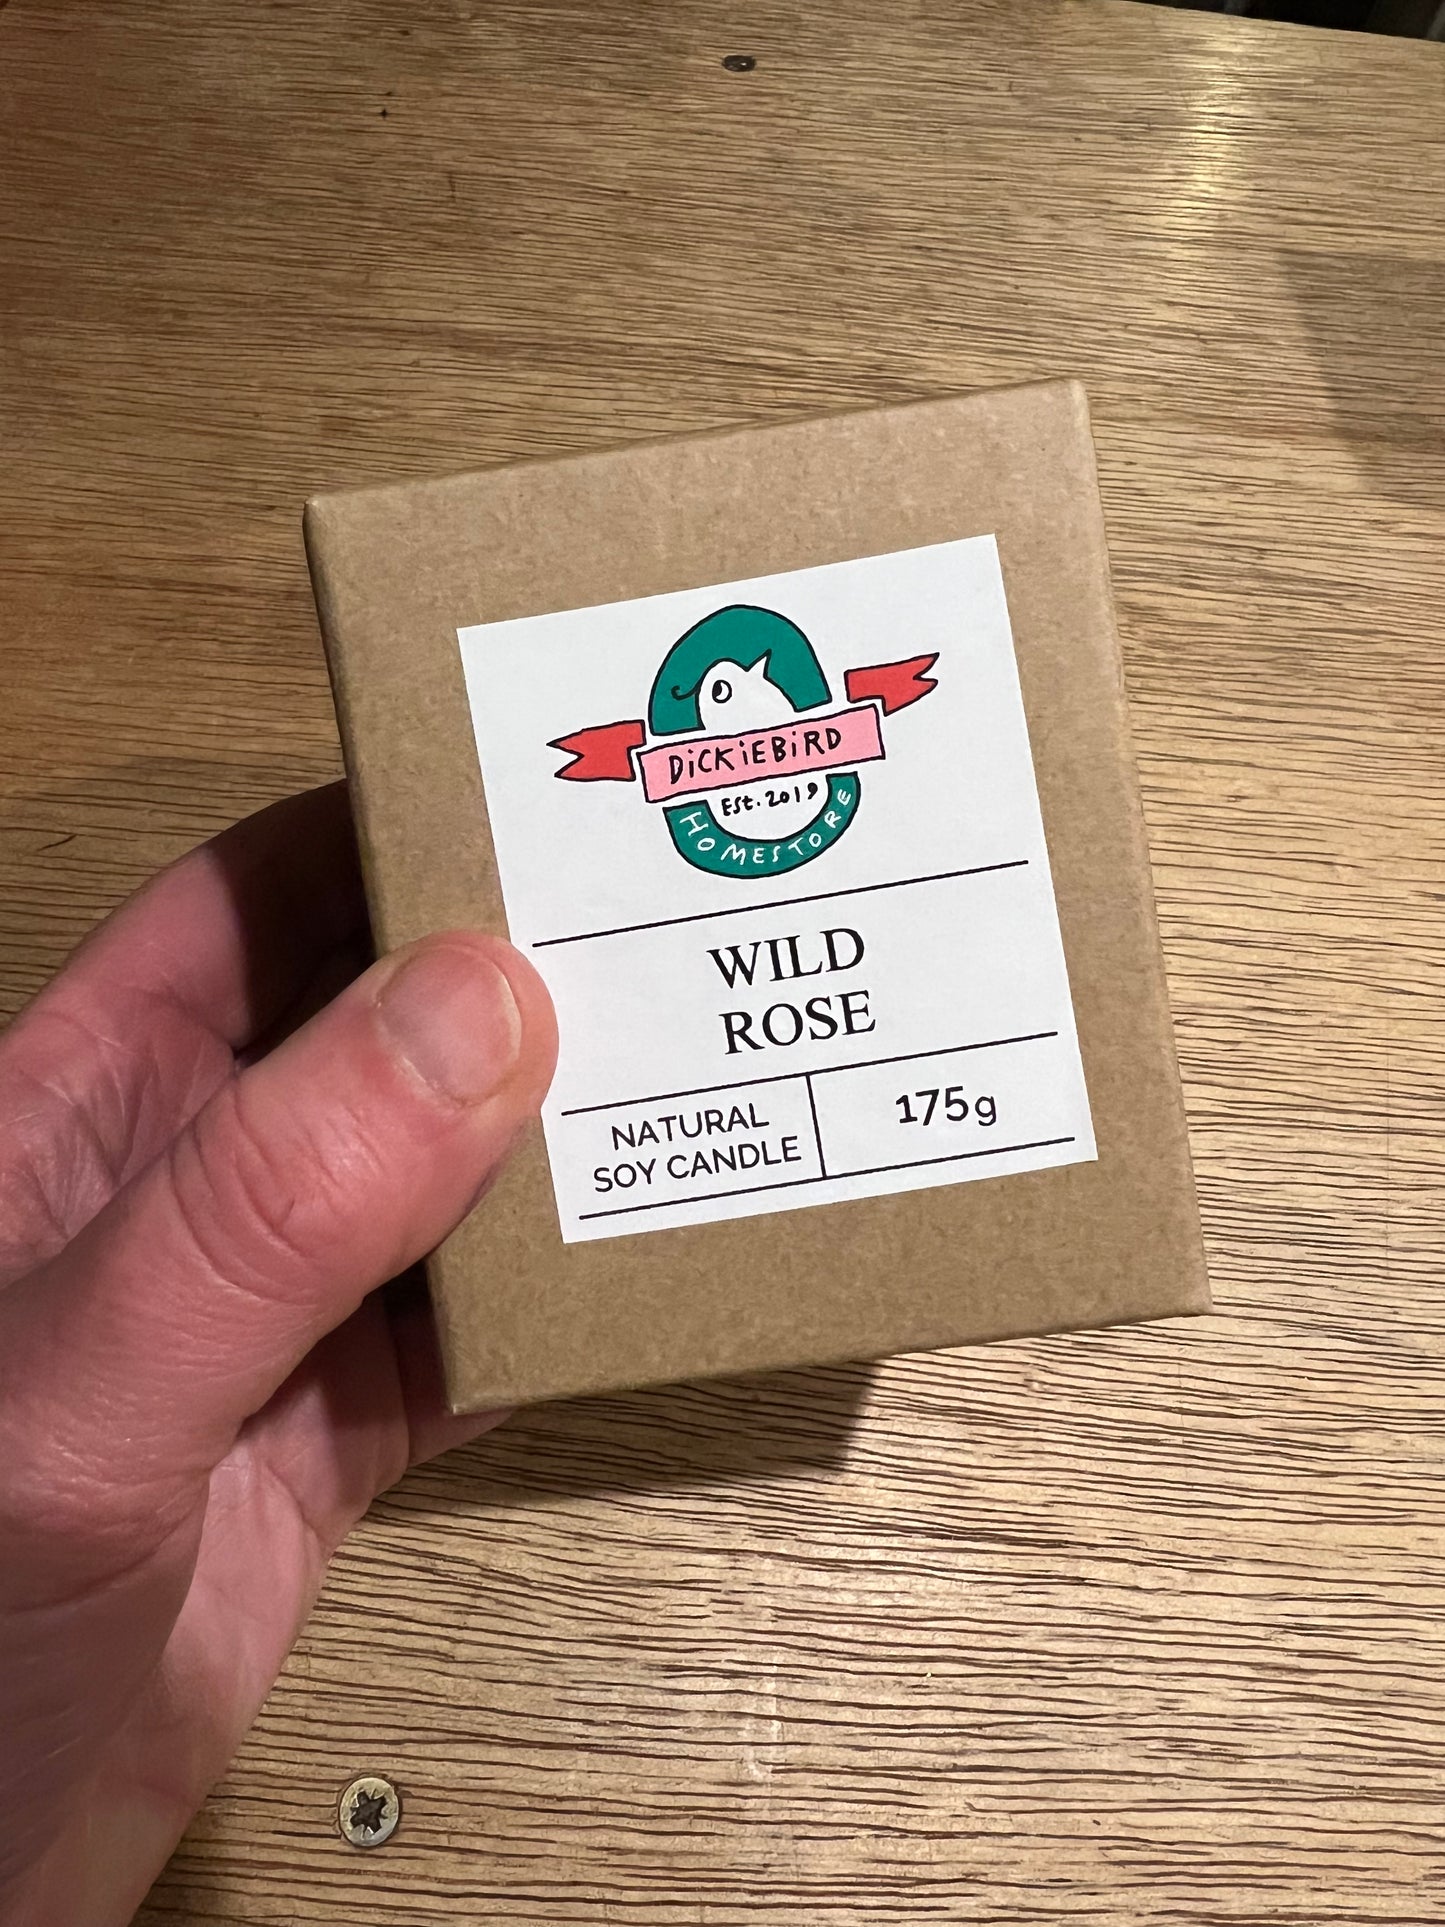 DiCKiEBiRD
Est. 2019
HOMESTORE
WILD
ROSE
NATURAL
SOY CANDLE
175g